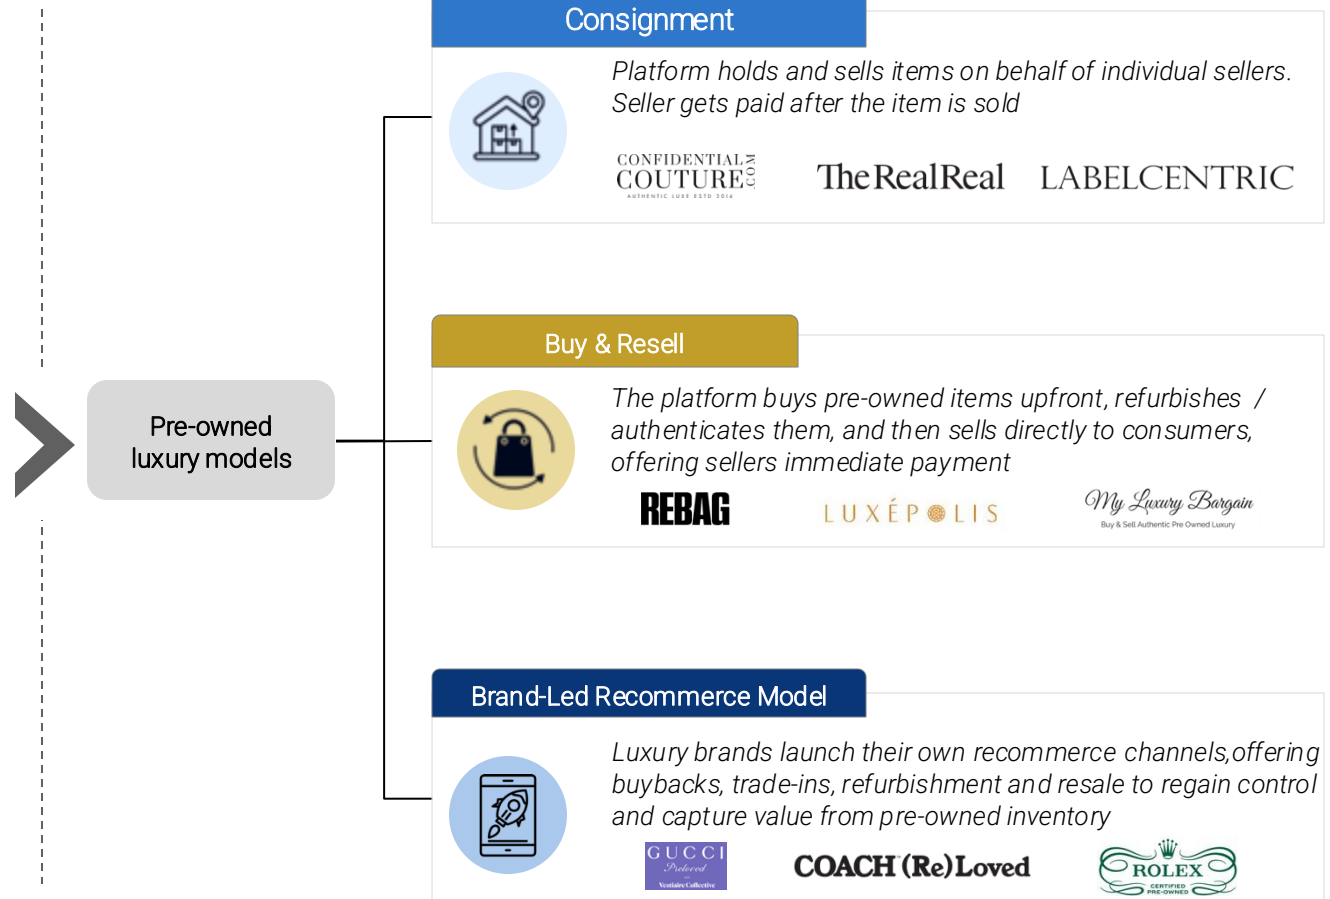 Consignment
Platform holds and sells items on behalf of individual sellers.
Seller gets paid after the item is sold
CONFIDENTIAL
COUTURE
.COM
AUTHENTIC LUXE ESTD 2014
TheRealReal
LABELCENTRIC
Pre-owned
luxury models
Buy & Resell
The platform buys pre-owned items upfront, refurbishes /
authenticates them, and then sells directly to consumers,
offering sellers immediate payment
REBAG
LUXÉPOLIS
My Luxury Bargain
Buy & Sell Authentic Pre Owned Luxury
Brand-Led Recommerce Model
Luxury brands launch their own recommerce channels,offering
buybacks, trade-ins, refurbishment and resale to regain control
and capture value from pre-owned inventory
GUCCI
Preloved
Vestiaire Collective
COACH (Re)Loved
ROLEX
CERTIFIED
PRE-OWNED